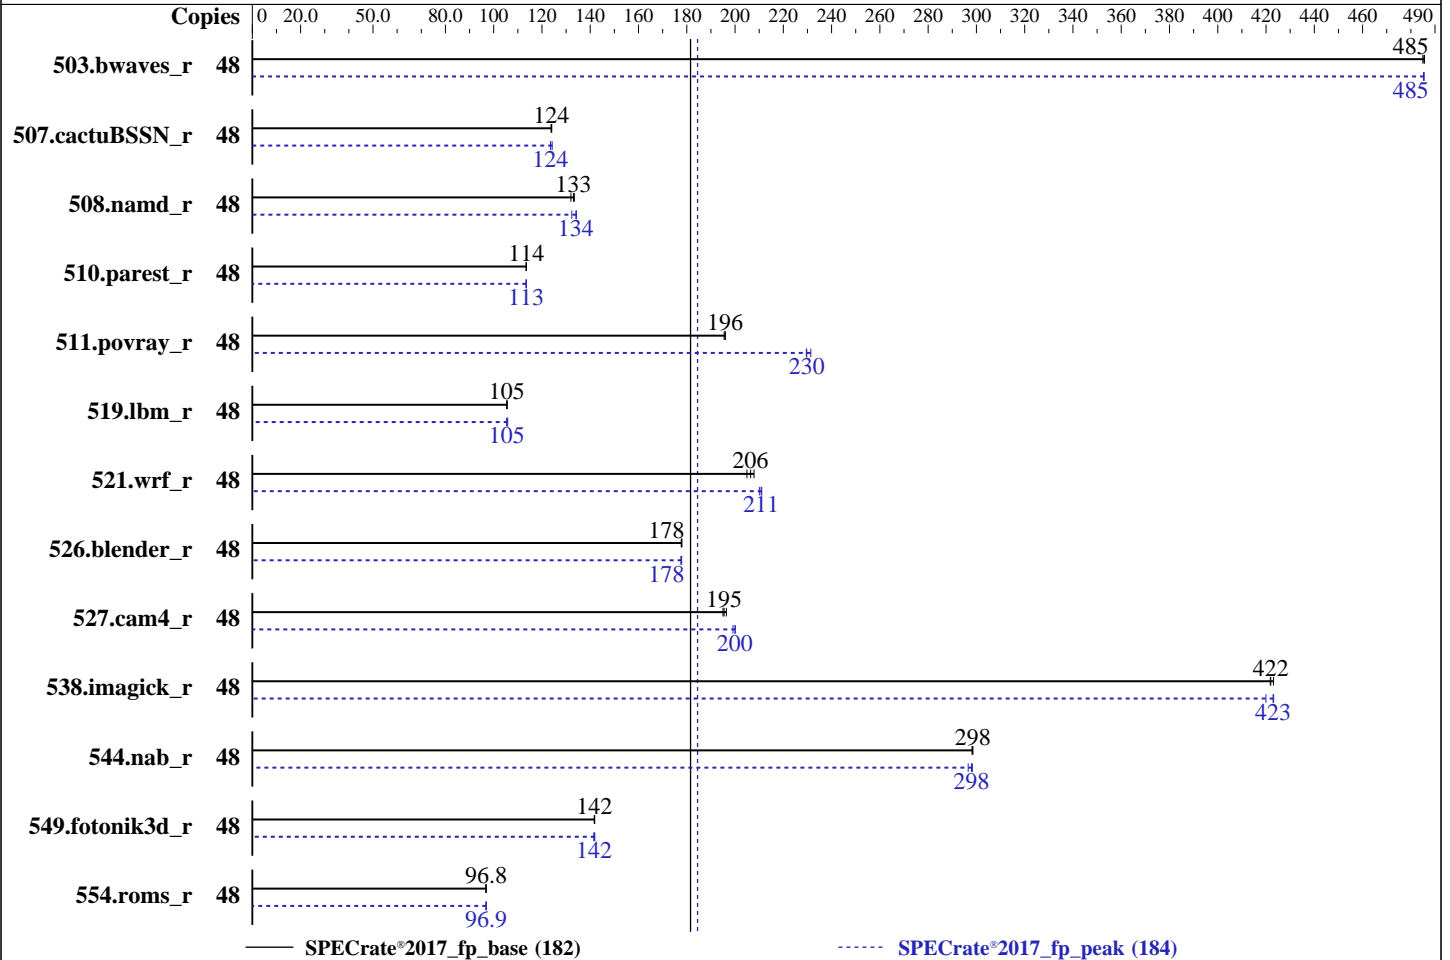 Copies 0 20.0 50.0 80.0 100 120 140 160 180 200 220 240 260 280 300 320 340 360 380 400 420 440 460 490
485
503.bwaves_r 48
485
124
507.cactuBSSN_r 48
124
133
508.namd_r 48
134
114
510.parest_r 48
113
196
511.povray_r 48
230
105
519.lbm_r 48
105
206
521.wrf_r 48
211
178
526.blender_r 48
178
195
527.cam4_r 48
200
422
538.imagick_r 48
423
298
544.nab_r 48
298
142
549.fotonik3d_r 48
142
96.8
554.roms_r 48
96.9
SPECrate®2017_fp_base (182) SPECrate®2017_fp_peak (184)